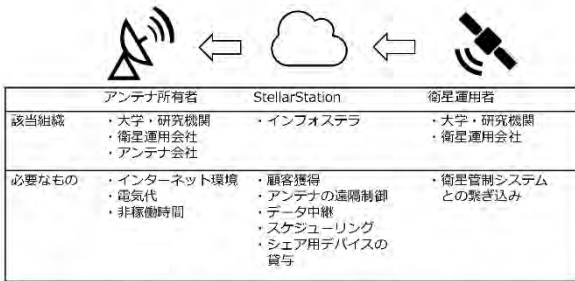 アンテナ所有者 StellarStation 衛星運用者
該当組織 ・大学・研究機関 ・インフォステラ ・大学・研究機関
・衛星運用会社 ・衛星運用会社
・アンテナ会社
必要なもの ・インターネット環境 ・顧客獲得 ・衛星管制システム
・電気代 ・アンテナの遠隔制御 との繋ぎ込み
・非稼働時間 ・データ中継
・スケジューリング
・シェア用デバイスの
貸与